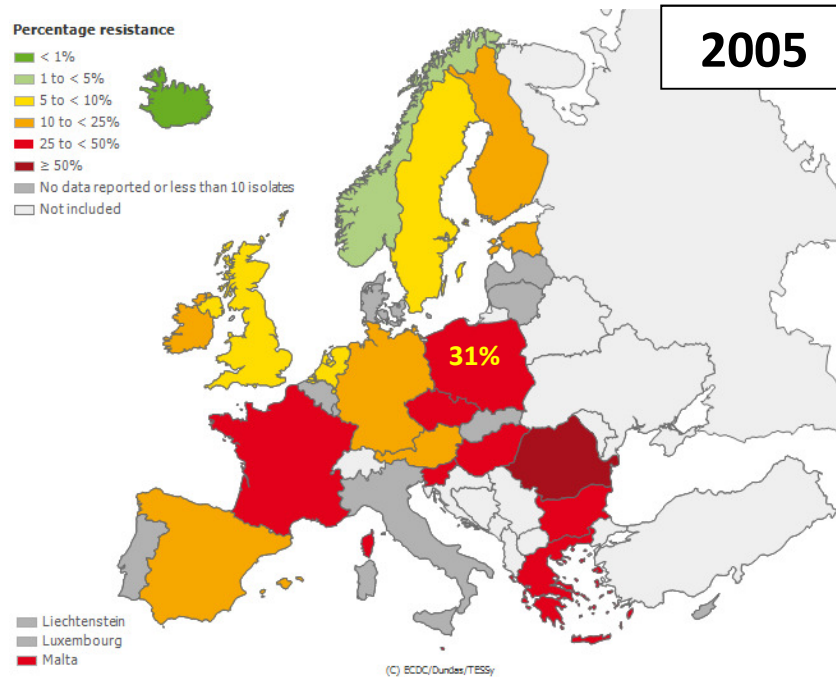 Percentage resistance
2005
< 1%
1 to < 5%
5 to < 10%
10 to < 25%
25 to < 50%
≥ 50%
No data reported or less than 10 isolates
Not included
31%
Liechtenstein
Luxembourg
Malta
(C) ECDC/Dundas/TESSy